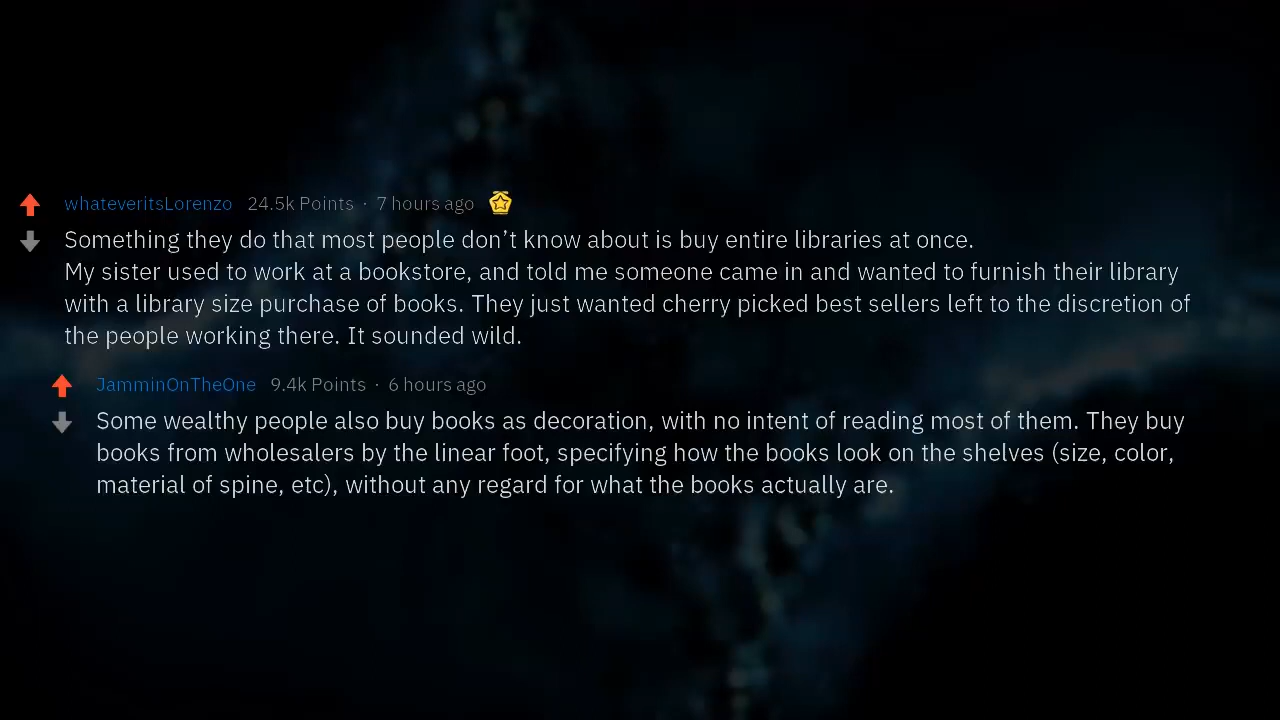 whateveritsLorenzo 24.5k Points · 7 hours ago
Something they do that most people don’t know about is buy entire libraries at once.
My sister used to work at a bookstore, and told me someone came in and wanted to furnish their library
with a library size purchase of books. They just wanted cherry picked best sellers left to the discretion of
the people working there. It sounded wild.
JamminOnTheOne 9.4k Points · 6 hours ago
Some wealthy people also buy books as decoration, with no intent of reading most of them. They buy
books from wholesalers by the linear foot, specifying how the books look on the shelves (size, color,
material of spine, etc), without any regard for what the books actually are.